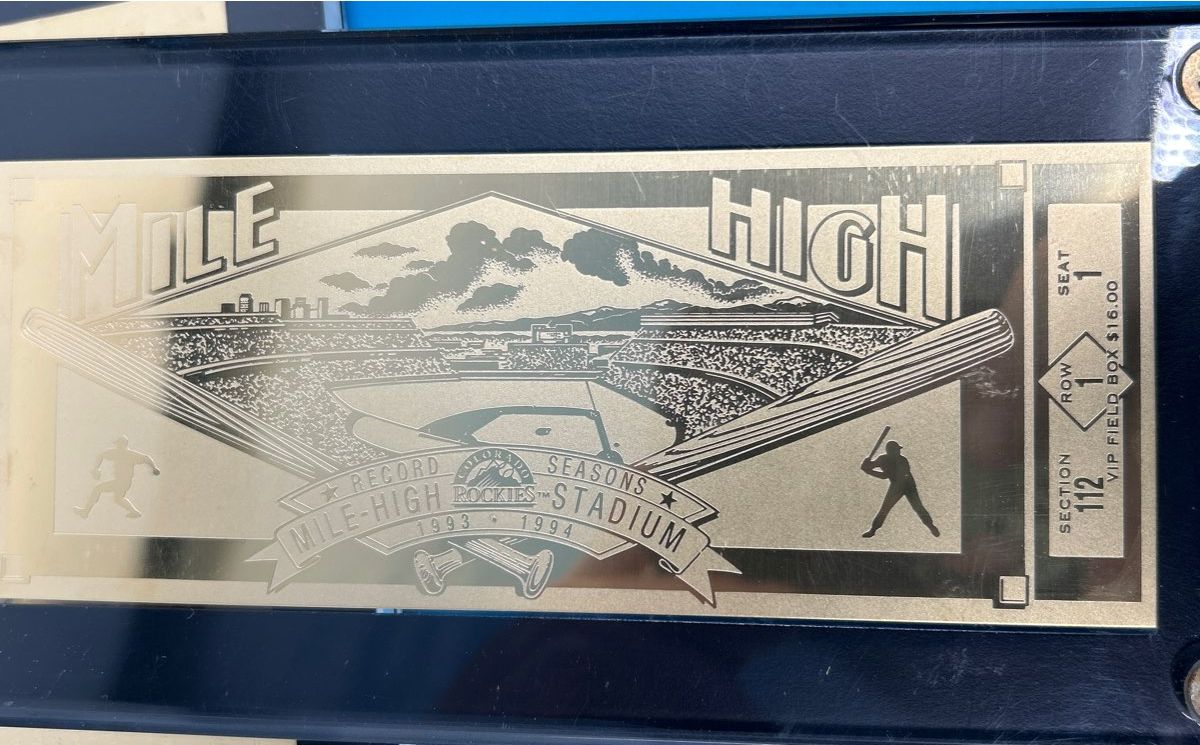 MILE HIGH
RECORD SEASONS
COLORADO
ROCKIES™
MILE-HIGH STADIUM
1993 • 1994
SECTION ROW SEAT
112 1 1
VIP FIELD BOX $16.00